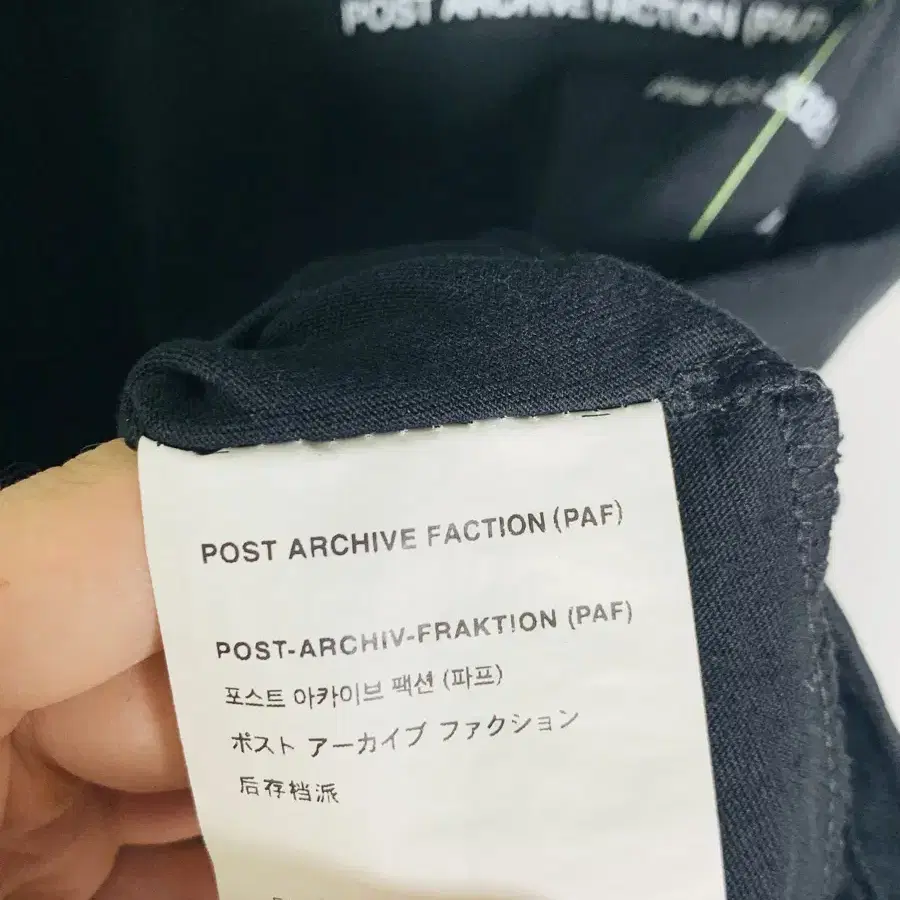 POST ARCHIVE FACTION (PAF)
POST ARCHIVE FACTION (PAF)
POST-ARCHIV-FRAKTION (PAF)
포스트 아카이브 팩션 (파프)
ポスト アーカイブ ファクション
后存档派